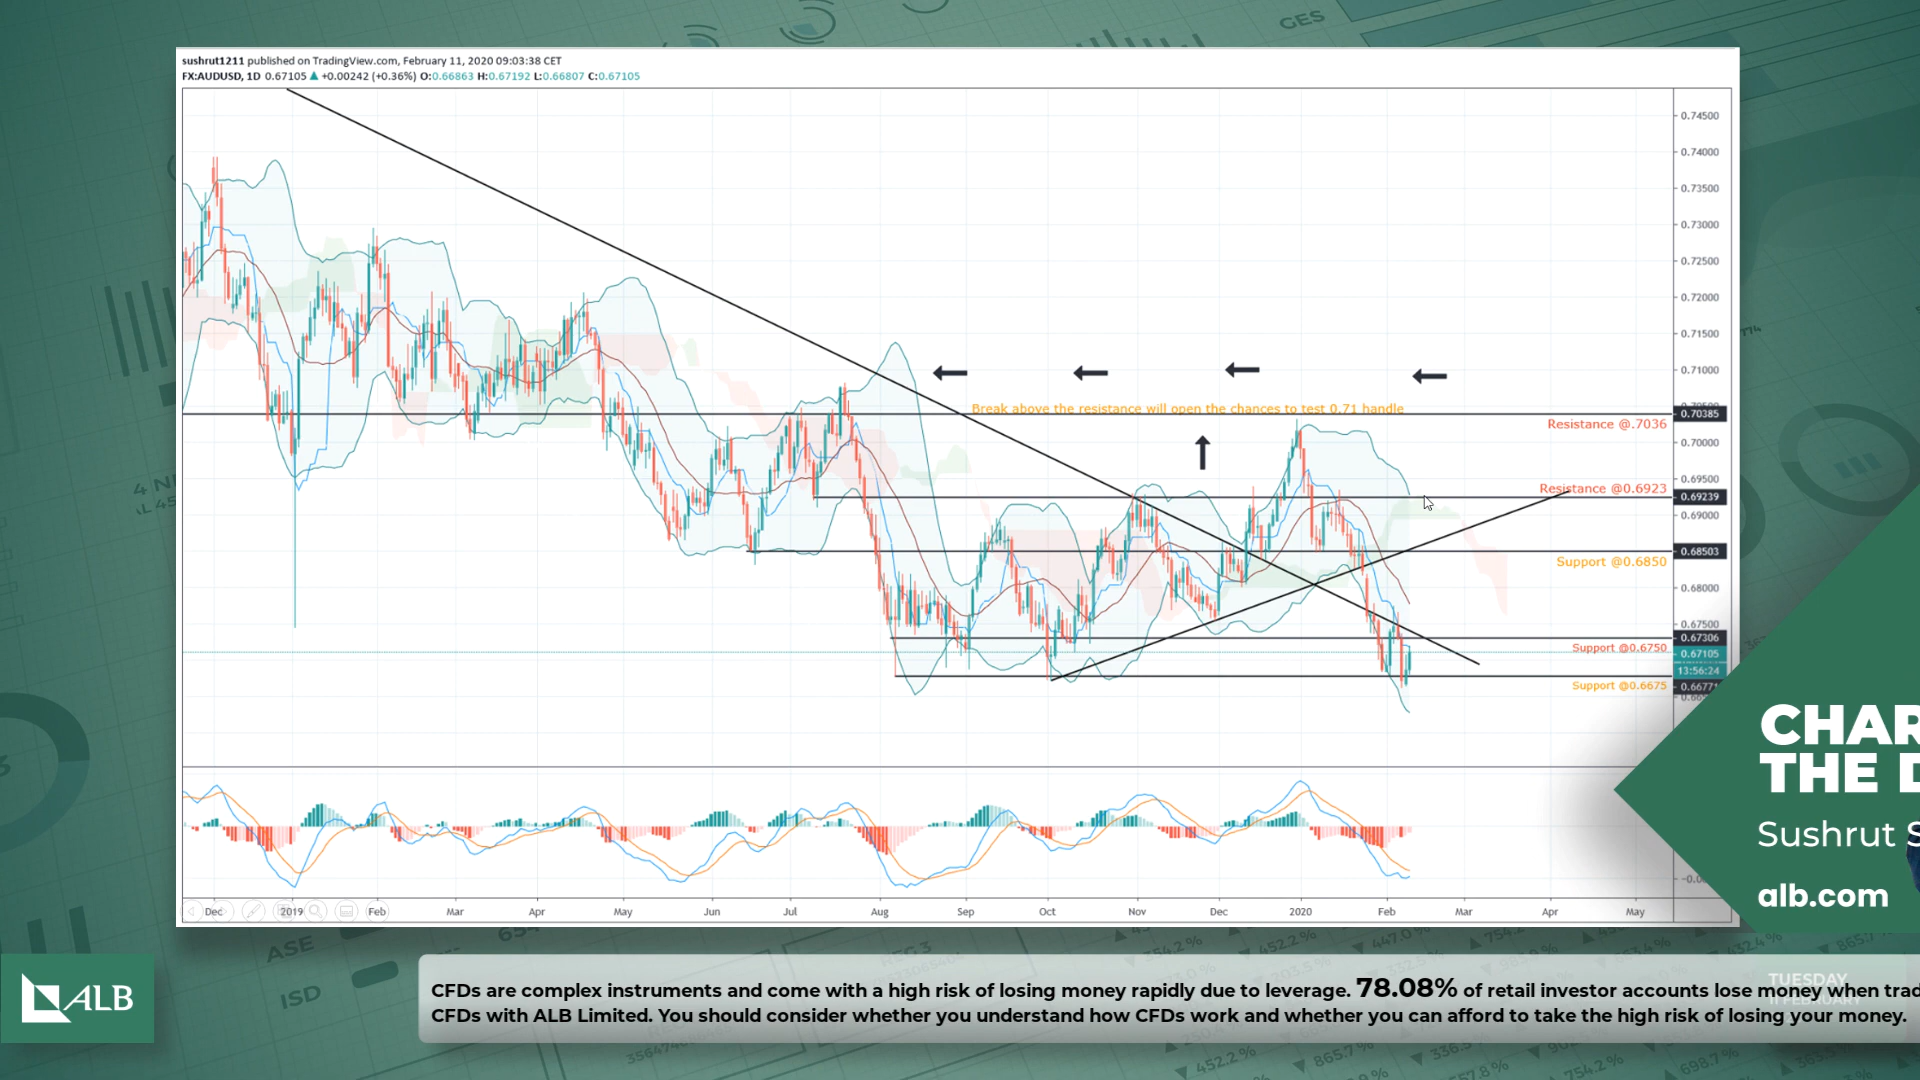 GES
sushrut1211 published on TradingView.com, February 11, 2020 09:03:38 CET
FX:AUDUSD, 1D 0.67105 ▲ +0.00242 (+0.36%) O:0.66863 H:0.67192 L:0.66807 C:0.67105
0.74500
0.74000
0.73500
0.73000
0.72500
0.72000
0.71500
0.71000
Break above the resistance will open the chances to test 0.71 handle
0.70385
Resistance @.7036
0.70000
0.69500
Resistance @0.6923
0.69239
0.69000
0.68503
Support @0.6850
0.68000
0.67500
0.67306
Support @0.6750
0.67105
13:56:24
Support @0.6675
0.66771
Dec 2019 Feb Mar Apr May Jun Jul Aug Sep Oct Nov Dec 2020 Feb Mar Apr May
CHAR
THE D
Sushrut S
alb.com
ASE
ISD
ALB
TUESDAY
11 FEBRUARY
CFDs are complex instruments and come with a high risk of losing money rapidly due to leverage. 78.08% of retail investor accounts lose money when trad
CFDs with ALB Limited. You should consider whether you understand how CFDs work and whether you can afford to take the high risk of losing your money.